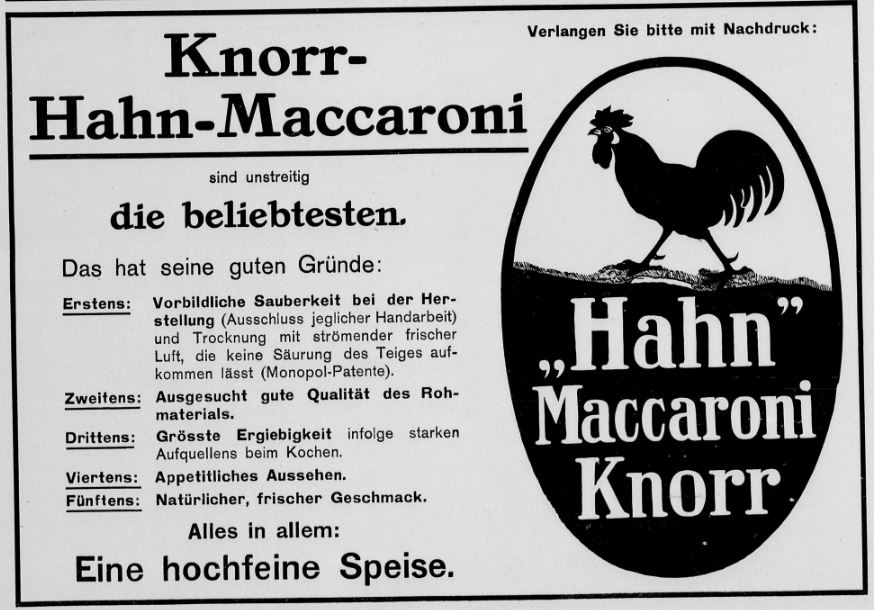 Knorr-
Hahn-Maccaroni
sind unstreitig
die beliebtesten.
Das hat seine guten Gründe:
Erstens: Vorbildliche Sauberkeit bei der Her-
stellung (Ausschluss jeglicher Handarbeit)
und Trocknung mit strömender frischer
Luft, die keine Säurung des Teiges auf-
kommen lässt (Monopol-Patente).
Zweitens: Ausgesucht gute Qualität des Roh-
materials.
Drittens: Grösste Ergiebigkeit infolge starken
Aufquellens beim Kochen.
Viertens: Appetitliches Aussehen.
Fünftens: Natürlicher, frischer Geschmack.
Alles in allem:
Eine hochfeine Speise.
Verlangen Sie bitte mit Nachdruck:
„Hahn”
Maccaroni
Knorr